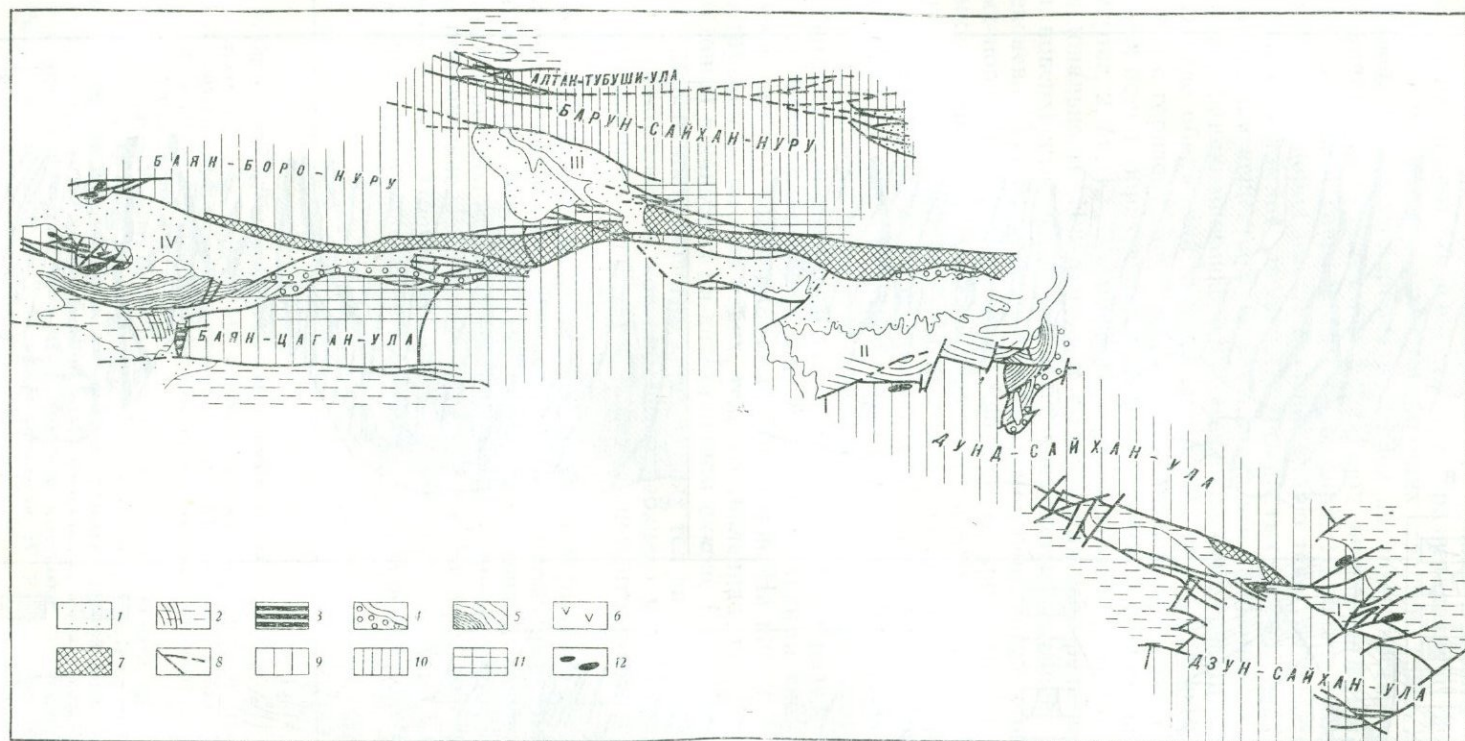 АЛТАН-ТУБУШИ-УЛА
БАРУН-САЙХАН-НУРУ
III
БАЯН-БОРО-НУРУ
IV
БАЯН-ЦАГАН-УЛА
II
ДУНД-САЙХАН-УЛА
I
ДЗУН-САЙХАН-УЛА
1 2 3 4 5 6
7 8 9 10 11 12